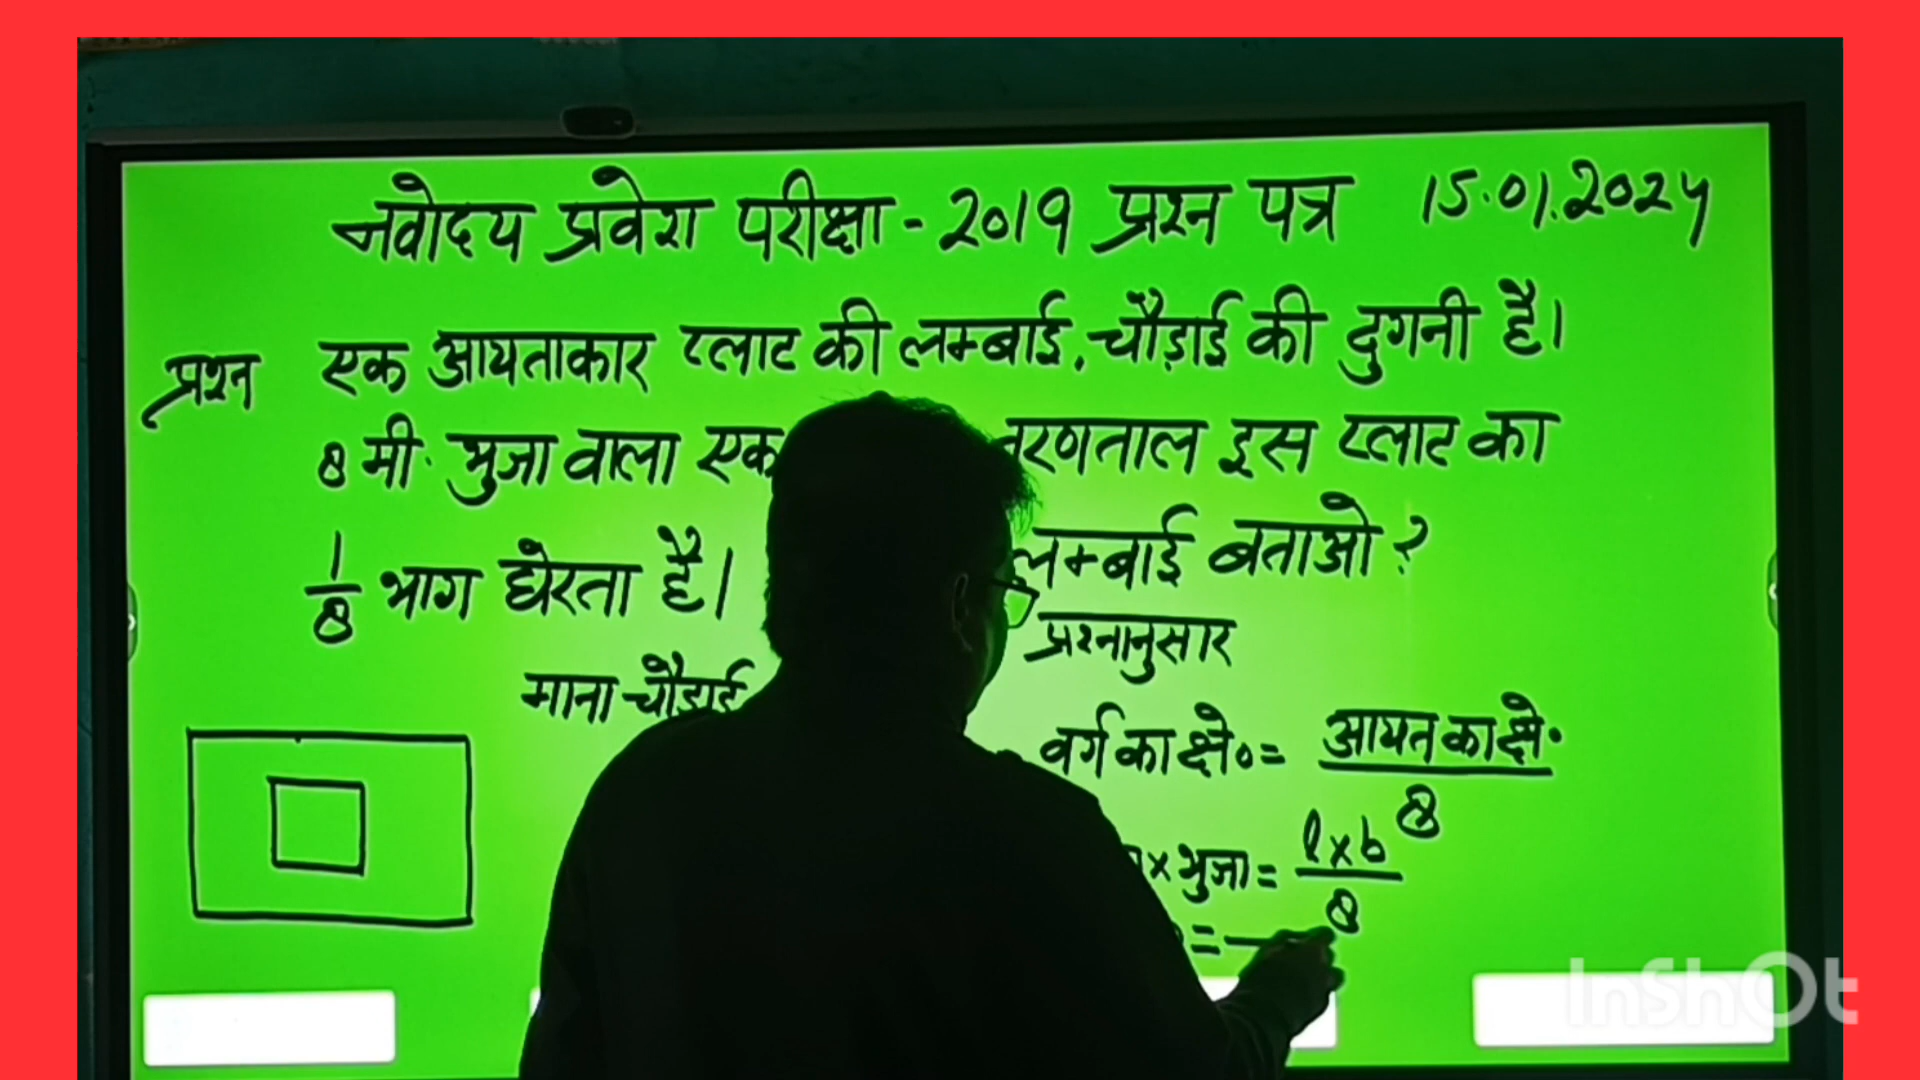 नवोदय प्रवेश परीक्षा - 2019 प्रश्न पत्र 15.01.2024
प्रश्न एक आयताकार प्लाट की लम्बाई, चौड़ाई की दुगनी है।
8 मी. भुजा वाला एक तरणताल इस प्लाट का
1/8 भाग घेरता है। लम्बाई बताओ?
प्रश्नानुसार
माना चौड़ाई
वर्ग का क्षे० = आयत का क्षे. / 8
× भुजा = l×b / 8
=
InShOt